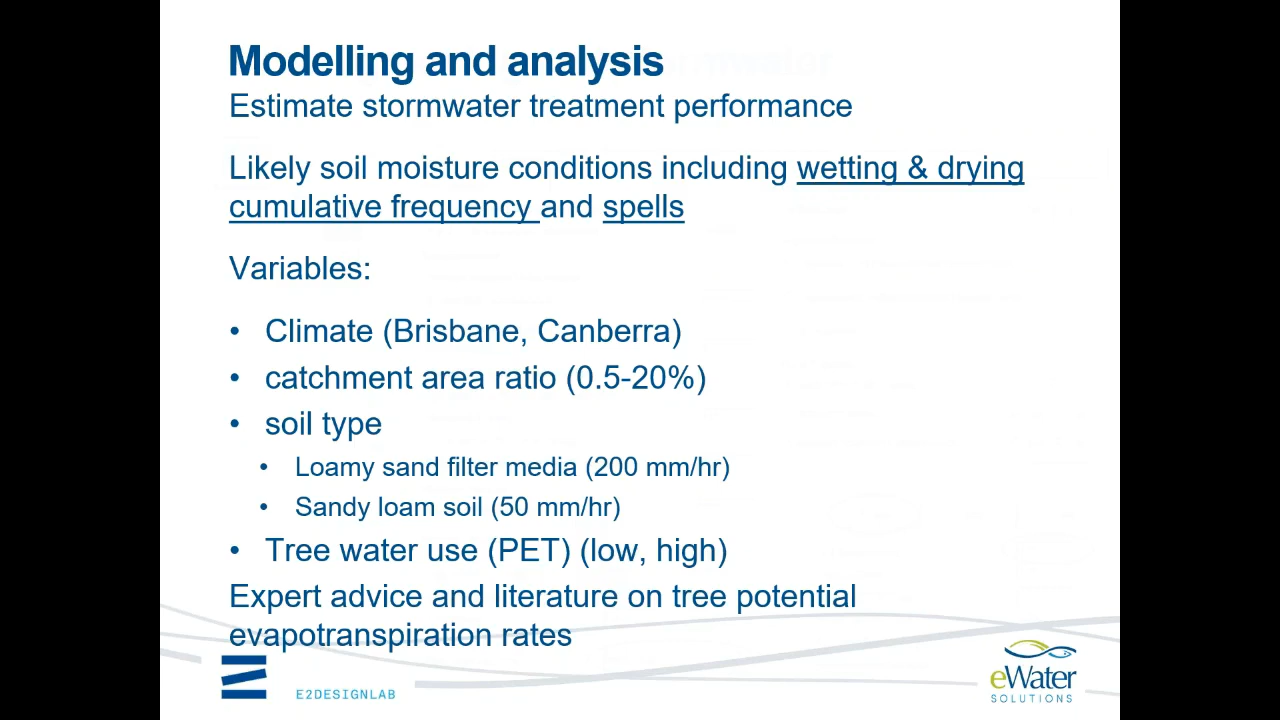 Modelling and analysis
Estimate stormwater treatment performance
Likely soil moisture conditions including wetting & drying
cumulative frequency and spells
Variables:
• Climate (Brisbane, Canberra)
• catchment area ratio (0.5-20%)
• soil type
• Loamy sand filter media (200 mm/hr)
• Sandy loam soil (50 mm/hr)
• Tree water use (PET) (low, high)
Expert advice and literature on tree potential
evapotranspiration rates
E2DESIGNLAB
eWater
SOLUTIONS